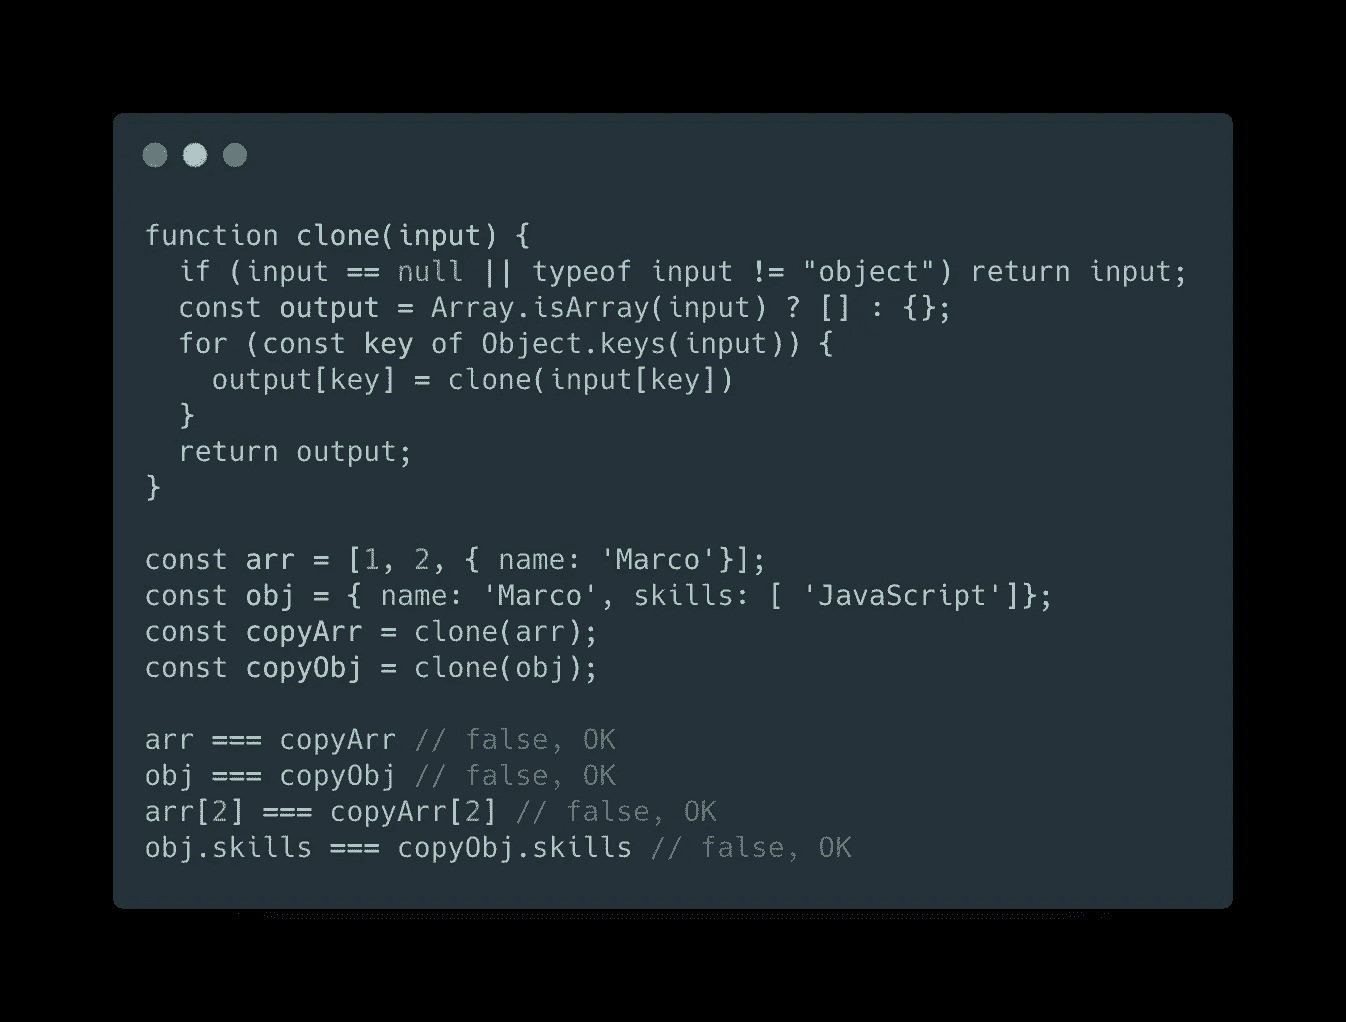 function clone(input) {
  if (input == null || typeof input != "object") return input;
  const output = Array.isArray(input) ? [] : {};
  for (const key of Object.keys(input)) {
    output[key] = clone(input[key])
  }
  return output;
}

const arr = [1, 2, { name: 'Marco'}];
const obj = { name: 'Marco', skills: [ 'JavaScript']};
const copyArr = clone(arr);
const copyObj = clone(obj);

arr === copyArr // false, OK
obj === copyObj // false, OK
arr[2] === copyArr[2] // false, OK
obj.skills === copyObj.skills // false, OK